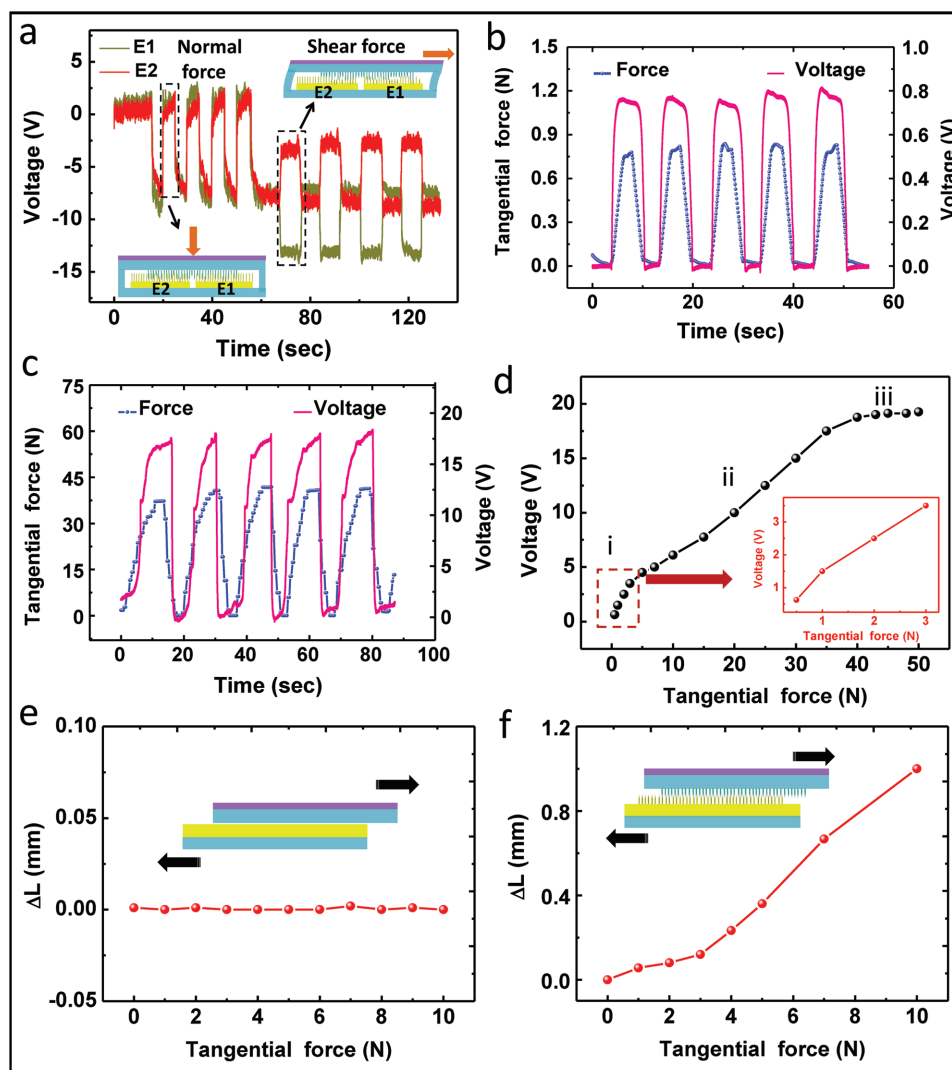 a
E1
E2
Normal
force
Shear force
E2 E1
E2 E1
5
0
-5
-10
-15
Voltage (V)
0 40 80 120
Time (sec)
b
Force
Voltage
1.5
1.2
0.9
0.6
0.3
0.0
Tangential force (N)
1.0
0.8
0.6
0.4
0.2
0.0
Voltage (V)
0 20 40 60
Time (sec)
c
Force
Voltage
75
60
45
30
15
0
Tangential force (N)
20
15
10
5
0
Voltage (V)
0 20 40 60 80 100
Time (sec)
d
i
ii
iii
20
15
10
5
0
Voltage (V)
0 10 20 30 40 50
Tangential force (N)
3
2
1
Voltage (V)
1 2 3
Tangential force (N)
e
0.10
0.05
0.00
-0.05
ΔL (mm)
0 2 4 6 8 10
Tangential force (N)
f
1.2
0.8
0.4
0.0
ΔL (mm)
0 2 4 6 8 10
Tangential force (N)